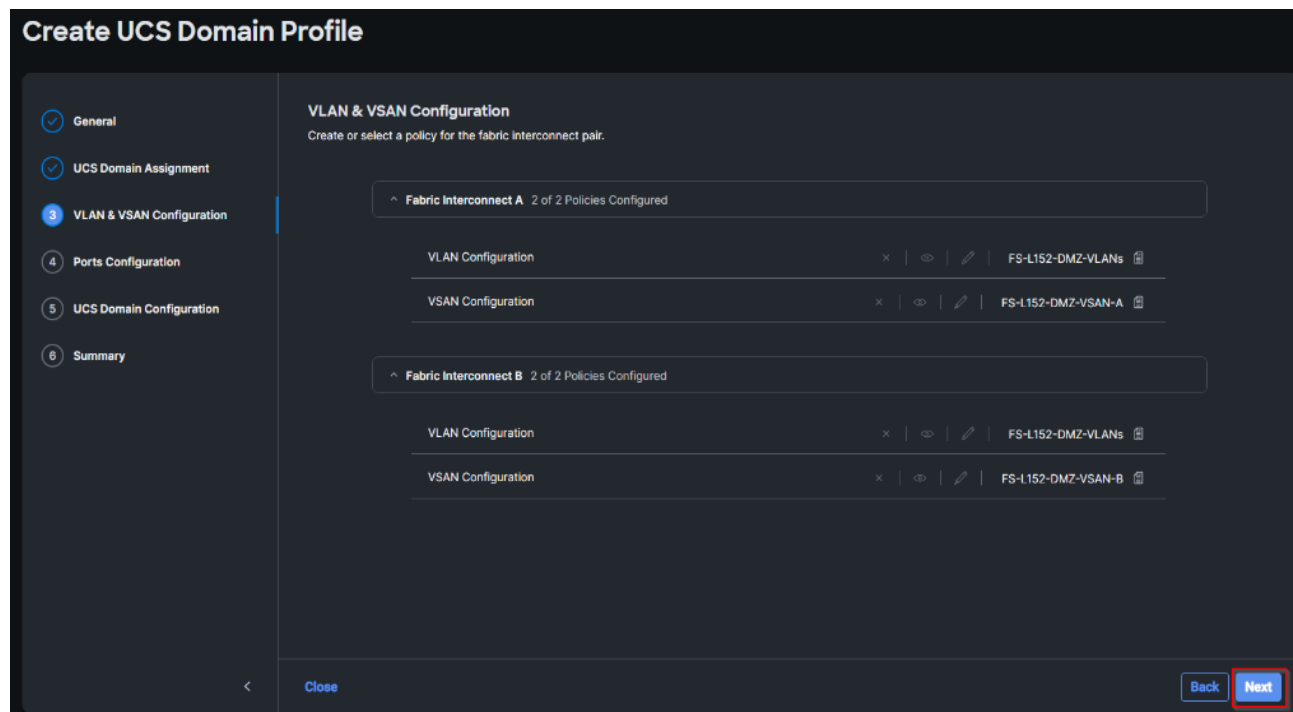 Create UCS Domain Profile
General
UCS Domain Assignment
3 VLAN & VSAN Configuration
4 Ports Configuration
5 UCS Domain Configuration
6 Summary
VLAN & VSAN Configuration
Create or select a policy for the fabric interconnect pair.
Fabric Interconnect A 2 of 2 Policies Configured
VLAN Configuration FS-L152-DMZ-VLANs
VSAN Configuration FS-L152-DMZ-VSAN-A
Fabric Interconnect B 2 of 2 Policies Configured
VLAN Configuration FS-L152-DMZ-VLANs
VSAN Configuration FS-L152-DMZ-VSAN-B
Close Back Next